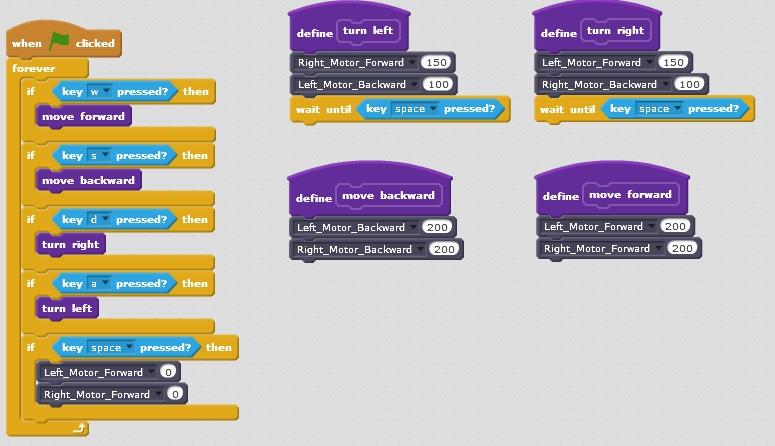 when clicked
forever
if key w pressed? then
move forward
if key s pressed? then
move backward
if key d pressed? then
turn right
if key a pressed? then
turn left
if key space pressed? then
Left_Motor_Forward 0
Right_Motor_Forward 0
define turn left
Right_Motor_Forward 150
Left_Motor_Backward 100
wait until key space pressed?
define turn right
Left_Motor_Forward 150
Right_Motor_Backward 100
wait until key space pressed?
define move backward
Left_Motor_Backward 200
Right_Motor_Backward 200
define move forward
Left_Motor_Forward 200
Right_Motor_Forward 200